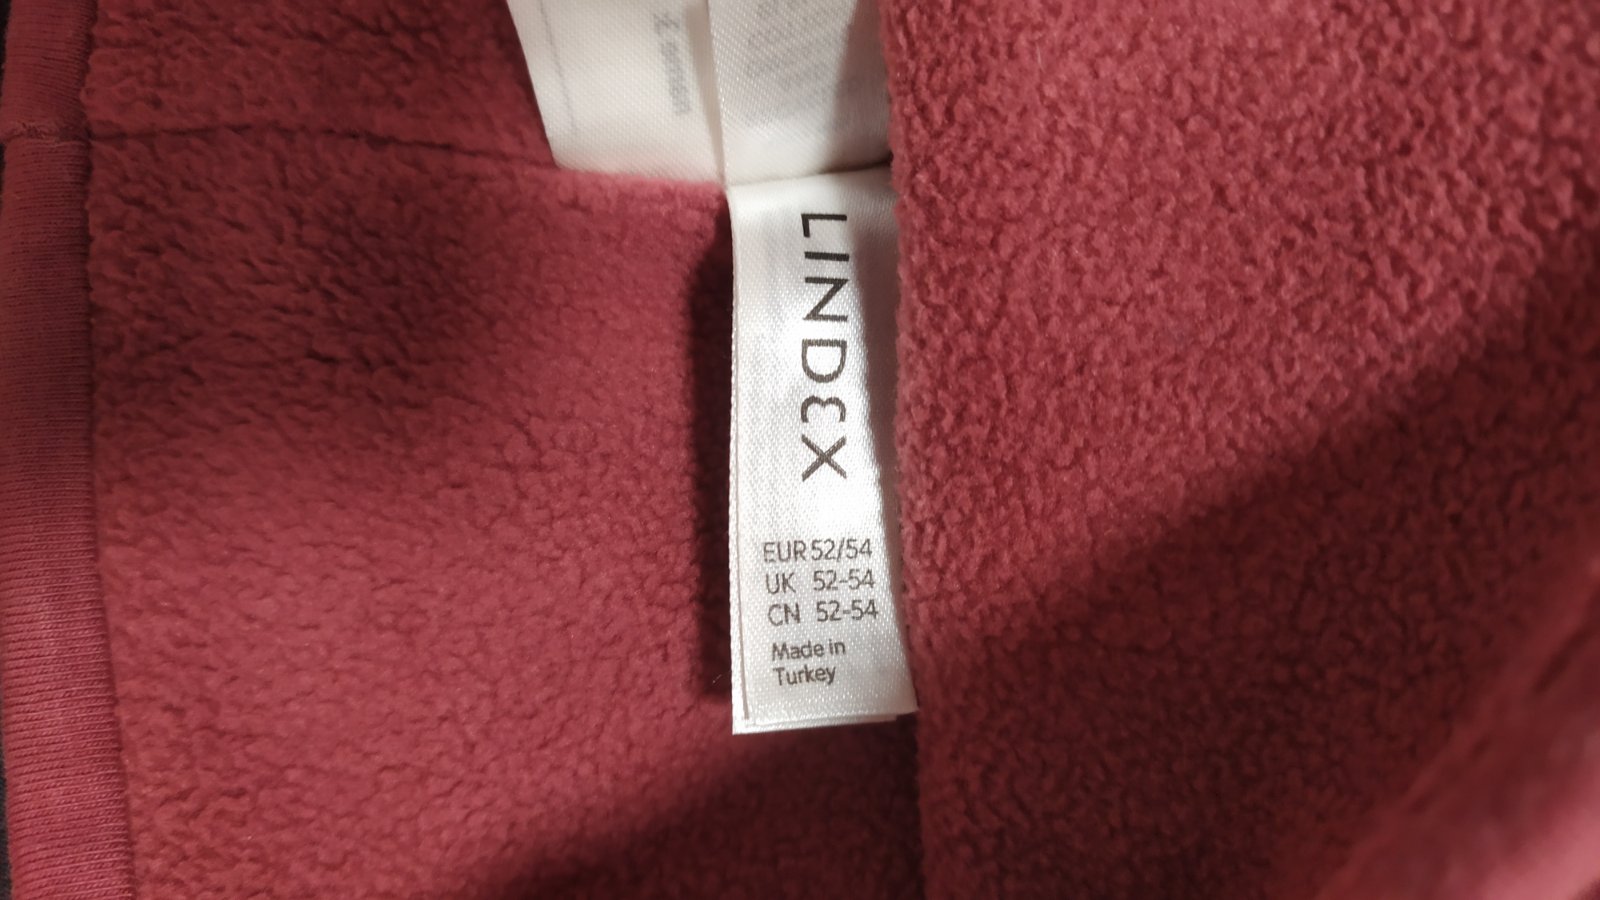 LINDEX
EUR 52/54
UK 52-54
CN 52-54
Made in
Turkey